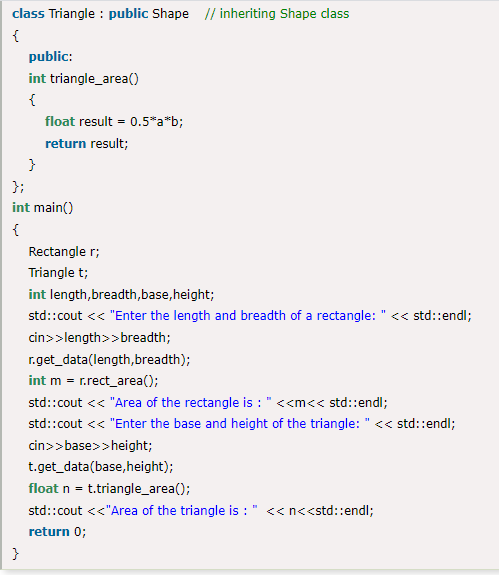 class Triangle : public Shape    // inheriting Shape class
{
    public:
    int triangle_area()
    {
        float result = 0.5*a*b;
        return result;
    }
};
int main()
{
    Rectangle r;
    Triangle t;
    int length,breadth,base,height;
    std::cout << "Enter the length and breadth of a rectangle: " << std::endl;
    cin>>length>>breadth;
    r.get_data(length,breadth);
    int m = r.rect_area();
    std::cout << "Area of the rectangle is : " <<m<< std::endl;
    std::cout << "Enter the base and height of the triangle: " << std::endl;
    cin>>base>>height;
    t.get_data(base,height);
    float n = t.triangle_area();
    std::cout <<"Area of the triangle is : "  << n<<std::endl;
    return 0;
}